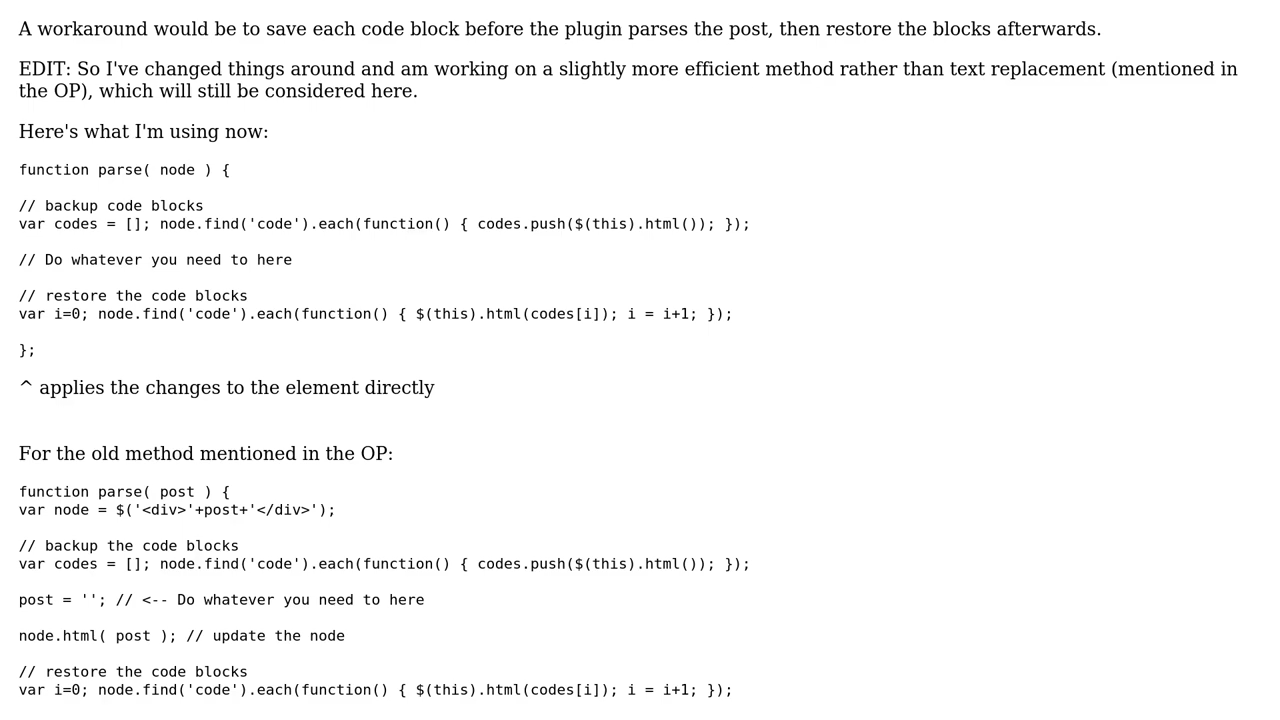 A workaround would be to save each code block before the plugin parses the post, then restore the blocks afterwards.
EDIT: So I've changed things around and am working on a slightly more efficient method rather than text replacement (mentioned in
the OP), which will still be considered here.
Here's what I'm using now:
function parse( node ) {
// backup code blocks
var codes = []; node.find('code').each(function() { codes.push($(this).html()); });
// Do whatever you need to here
// restore the code blocks
var i=0; node.find('code').each(function() { $(this).html(codes[i]); i = i+1; });
};
^ applies the changes to the element directly
For the old method mentioned in the OP:
function parse( post ) {
var node = $('<div>'+post+'</div>');
// backup the code blocks
var codes = []; node.find('code').each(function() { codes.push($(this).html()); });
post = ''; // <-- Do whatever you need to here
node.html( post ); // update the node
// restore the code blocks
var i=0; node.find('code').each(function() { $(this).html(codes[i]); i = i+1; });